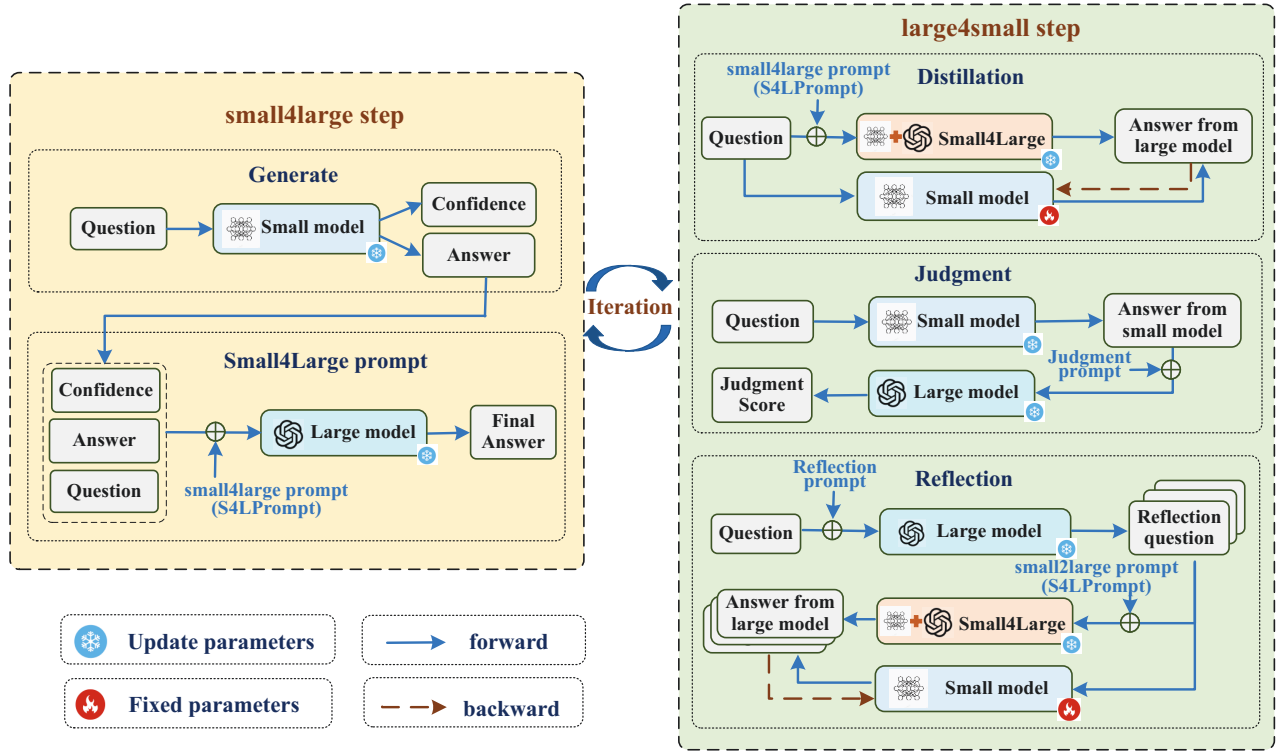 small4large step
Generate
Question
Small model
Confidence
Answer
Small4Large prompt
Confidence
Answer
Question
small4large prompt
(S4LPrompt)
Large model
Final
Answer
Iteration
large4small step
Distillation
small4large prompt
(S4LPrompt)
Question
Small4Large
Answer from
large model
Small model
Judgment
Question
Small model
Answer from
small model
Judgment
prompt
Large model
Judgment
Score
Reflection
Reflection
prompt
Question
Large model
Reflection
question
small2large prompt
(S4LPrompt)
Small4Large
Answer from
large model
Small model
Update parameters
forward
Fixed parameters
backward